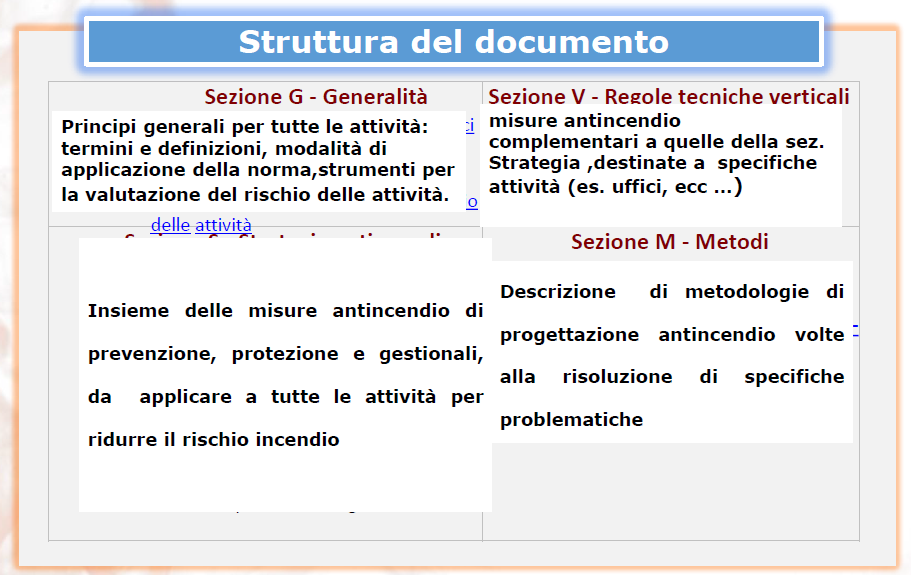 Struttura del documento
Sezione G - Generalità
Principi generali per tutte le attività:
termini e definizioni, modalità di
applicazione della norma,strumenti per
la valutazione del rischio delle attività.
ci
o
delle attività
Sezione V - Regole tecniche verticali
misure antincendio
complementari a quelle della sez.
Strategia ,destinate a specifiche
attività (es. uffici, ecc …)
Insieme delle misure antincendio di
prevenzione, protezione e gestionali,
da applicare a tutte le attività per
ridurre il rischio incendio
Sezione M - Metodi
Descrizione di metodologie di
progettazione antincendio volte
alla risoluzione di specifiche
problematiche